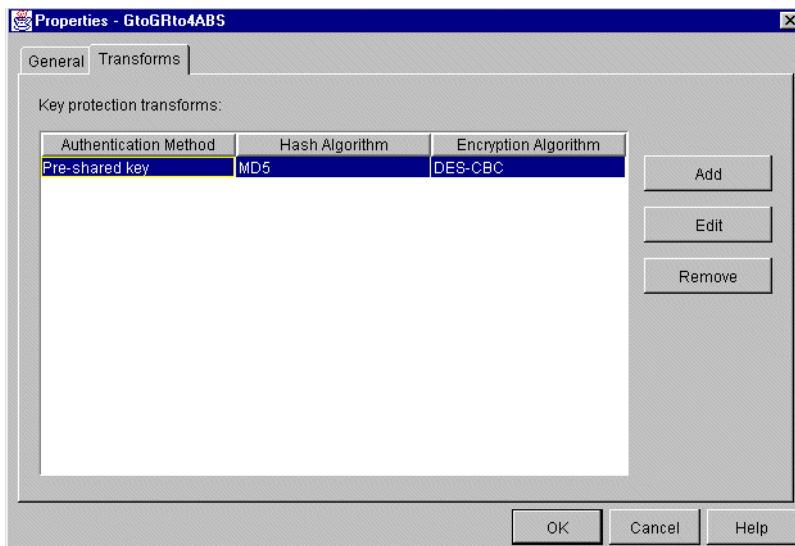 Properties - GtoGRto4ABS
General Transforms
Key protection transforms:
Authentication Method Hash Algorithm Encryption Algorithm
Pre-shared key MD5 DES-CBC
Add
Edit
Remove
OK Cancel Help